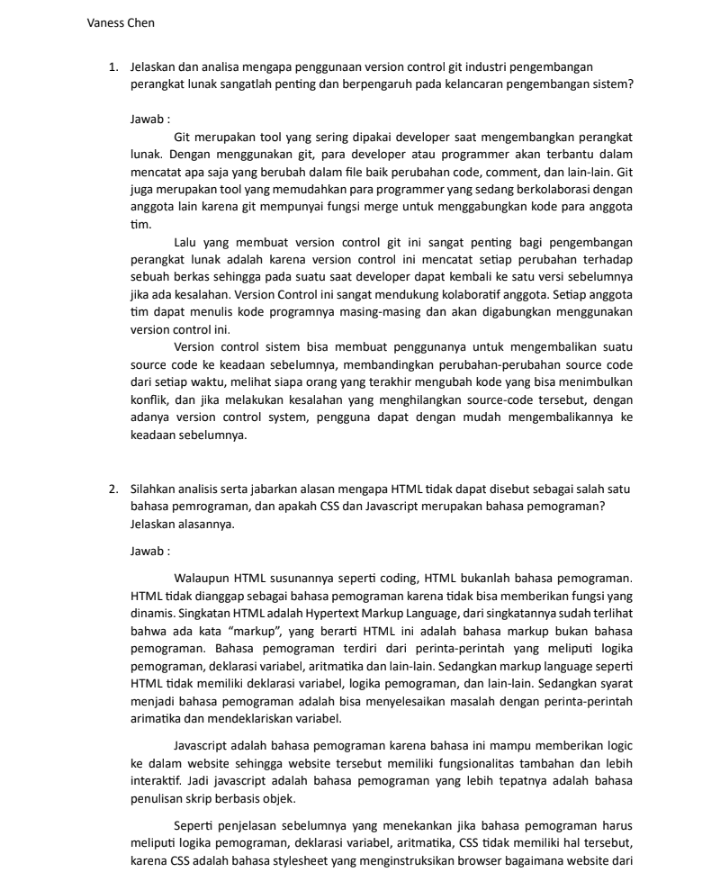 Vaness Chen
1. Jelaskan dan analisa mengapa penggunaan version control git industri pengembangan
perangkat lunak sangatlah penting dan berpengaruh pada kelancaran pengembangan sistem?
Jawab :
Git merupakan tool yang sering dipakai developer saat mengembangkan perangkat
lunak. Dengan menggunakan git, para developer atau programmer akan terbantu dalam
mencatat apa saja yang berubah dalam file baik perubahan code, comment, dan lain-lain. Git
juga merupakan tool yang memudahkan para programmer yang sedang berkolaborasi dengan
anggota lain karena git mempunyai fungsi merge untuk menggabungkan kode para anggota
tim.
Lalu yang membuat version control git ini sangat penting bagi pengembangan
perangkat lunak adalah karena version control ini mencatat setiap perubahan terhadap
sebuah berkas sehingga pada suatu saat developer dapat kembali ke satu versi sebelumnya
jika ada kesalahan. Version Control ini sangat mendukung kolaboratif anggota. Setiap anggota
tim dapat menulis kode programnya masing-masing dan akan digabungkan menggunakan
version control ini.
Version control sistem bisa membuat penggunanya untuk mengembalikan suatu
source code ke keadaan sebelumnya, membandingkan perubahan-perubahan source code
dari setiap waktu, melihat siapa orang yang terakhir mengubah kode yang bisa menimbulkan
konflik, dan jika melakukan kesalahan yang menghilangkan source-code tersebut, dengan
adanya version control system, pengguna dapat dengan mudah mengembalikannya ke
keadaan sebelumnya.
2. Silahkan analisis serta jabarkan alasan mengapa HTML tidak dapat disebut sebagai salah satu
bahasa pemrograman, dan apakah CSS dan Javascript merupakan bahasa pemograman?
Jelaskan alasannya.
Jawab :
Walaupun HTML susunannya seperti coding, HTML bukanlah bahasa pemograman.
HTML tidak dianggap sebagai bahasa pemograman karena tidak bisa memberikan fungsi yang
dinamis. Singkatan HTML adalah Hypertext Markup Language, dari singkatannya sudah terlihat
bahwa ada kata “markup”, yang berarti HTML ini adalah bahasa markup bukan bahasa
pemograman. Bahasa pemograman terdiri dari perinta-perintah yang meliputi logika
pemograman, deklarasi variabel, aritmatika dan lain-lain. Sedangkan markup language seperti
HTML tidak memiliki deklarasi variabel, logika pemograman, dan lain-lain. Sedangkan syarat
menjadi bahasa pemograman adalah bisa menyelesaikan masalah dengan perinta-perintah
arimatika dan mendeklariskan variabel.
Javascript adalah bahasa pemograman karena bahasa ini mampu memberikan logic
ke dalam website sehingga website tersebut memiliki fungsionalitas tambahan dan lebih
interaktif. Jadi javascript adalah bahasa pemograman yang lebih tepatnya adalah bahasa
penulisan skrip berbasis objek.
Seperti penjelasan sebelumnya yang menekankan jika bahasa pemograman harus
meliputi logika pemograman, deklarasi variabel, aritmatika, CSS tidak memiliki hal tersebut,
karena CSS adalah bahasa stylesheet yang menginstruksikan browser bagaimana website dari